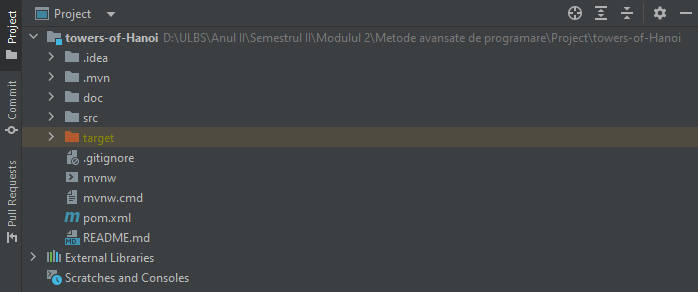 Project
Commit
Pull Requests
Project
towers-of-Hanoi D:\ULBS\Anul II\Semestrul II\Modulul 2\Metode avansate de programare\Project\towers-of-Hanoi
.idea
.mvn
doc
src
target
.gitignore
mvnw
mvnw.cmd
pom.xml
MD README.md
External Libraries
Scratches and Consoles